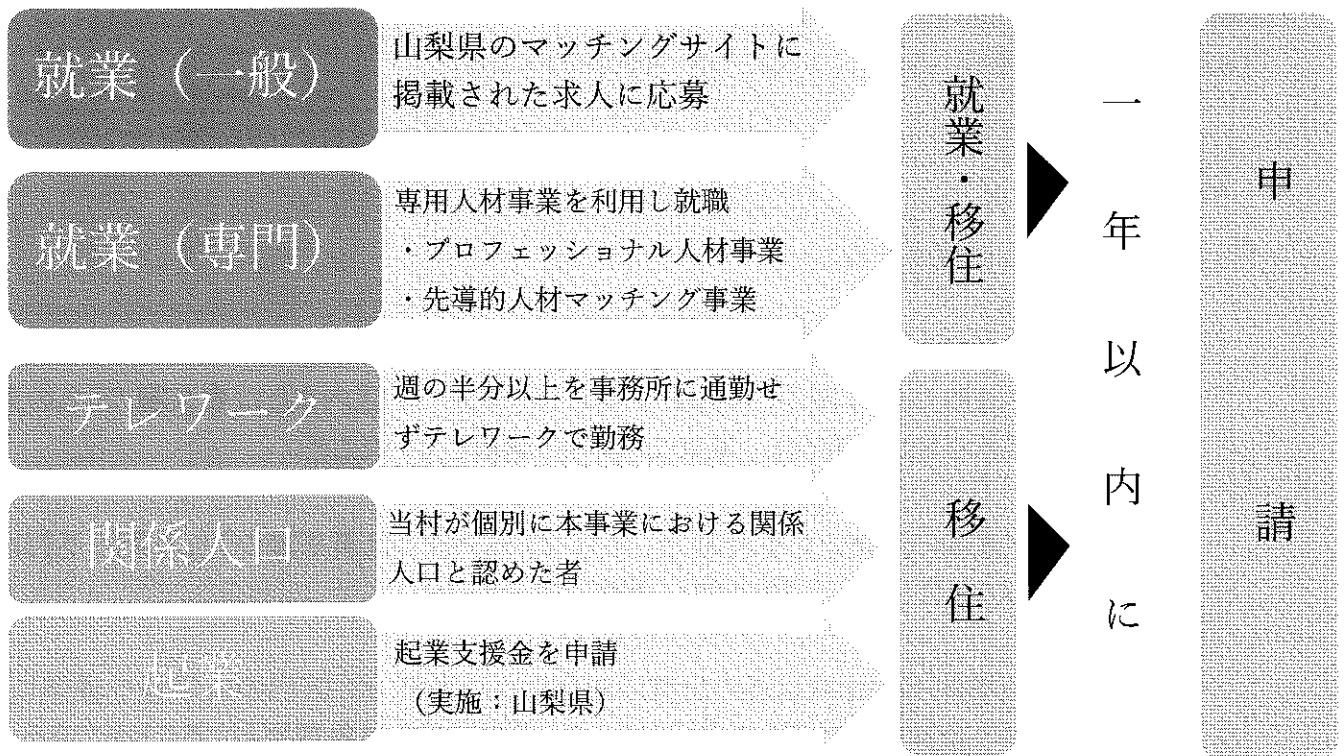 就業（一般）
山梨県のマッチングサイトに
掲載された求人に応募
就業（専門）
専用人材事業を利用し就職
・プロフェッショナル人材事業
・先導的人材マッチング事業
テレワーク
週の半分以上を事務所に通勤せ
ずテレワークで勤務
関係人口
当村が個別に本事業における関係
人口と認めた者
起業
起業支援金を申請
（実施：山梨県）
就業・移住
移住
一年以内に
申請